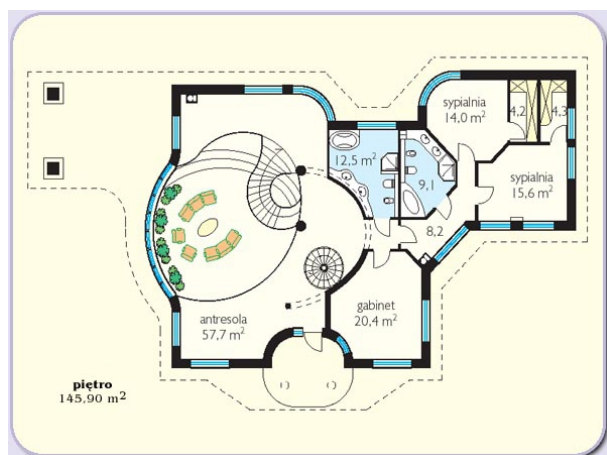 sypialnia
14,0 m²
4,2
4,3
12,5 m²
9,1
sypialnia
15,6 m²
8,2
antresola
57,7 m²
gabinet
20,4 m²
piętro
145,90 m²